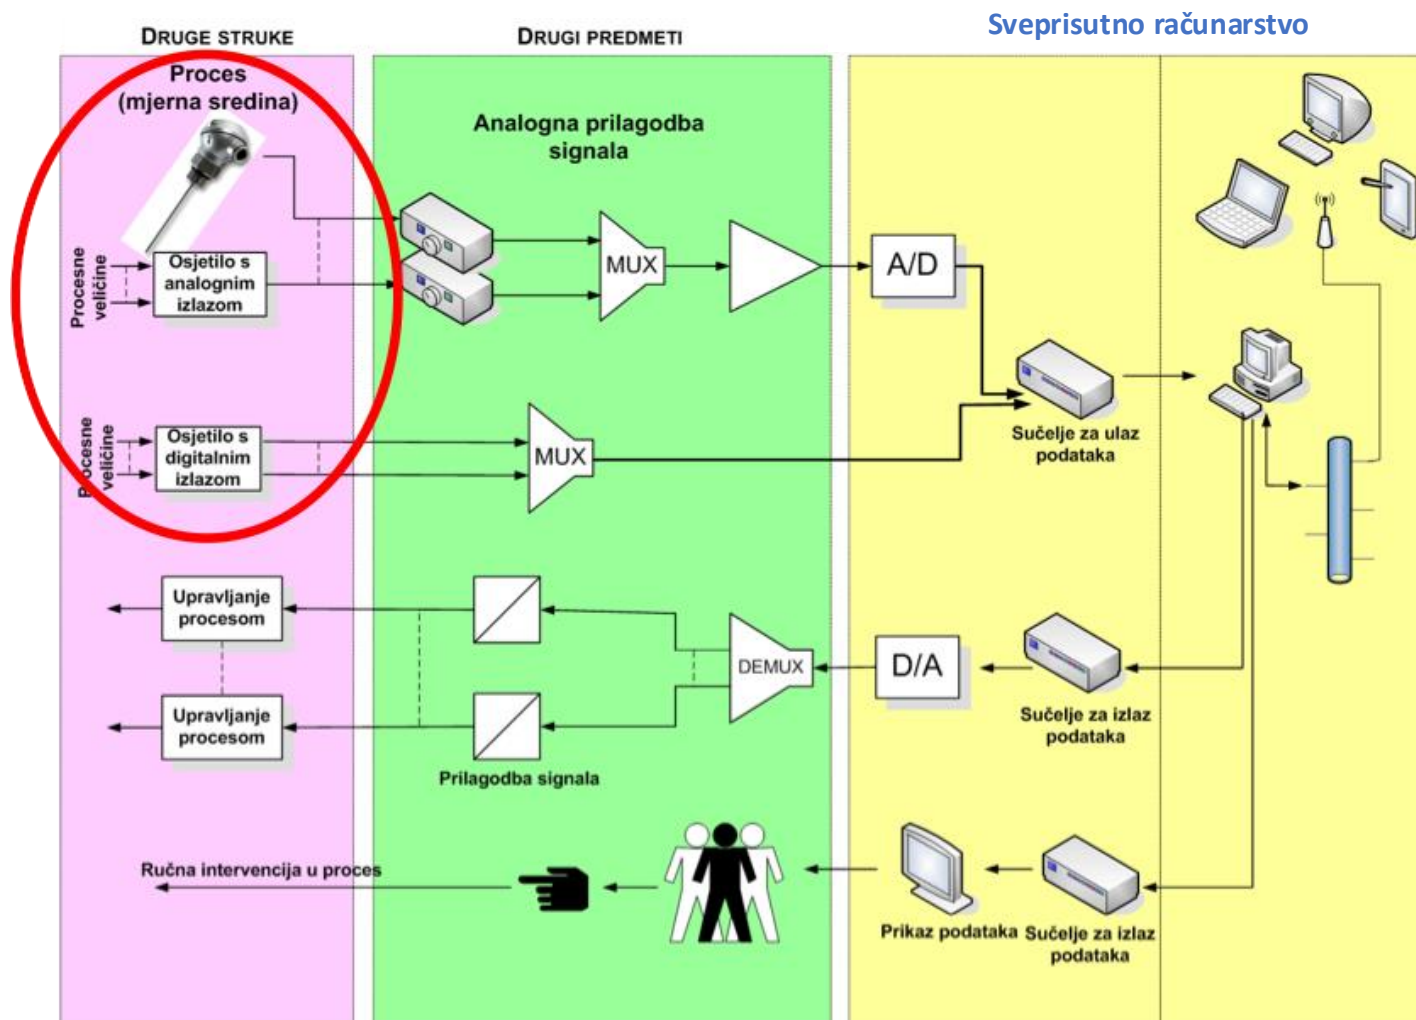 DRUGE STRUKE
DRUGI PREDMETI
Sveprisutno računarstvo
Proces
(mjerna sredina)
Analogna prilagodba
signala
Procesne
veličine
Osjetilo s
analognim
izlazom
MUX
A/D
Sučelje za ulaz
podataka
Procesne
veličine
Osjetilo s
digitalnim
izlazom
MUX
Upravljanje
procesom
DEMUX
D/A
Sučelje za izlaz
podataka
Upravljanje
procesom
Prilagodba signala
Ručna intervencija u proces
Prikaz podataka
Sučelje za izlaz
podataka